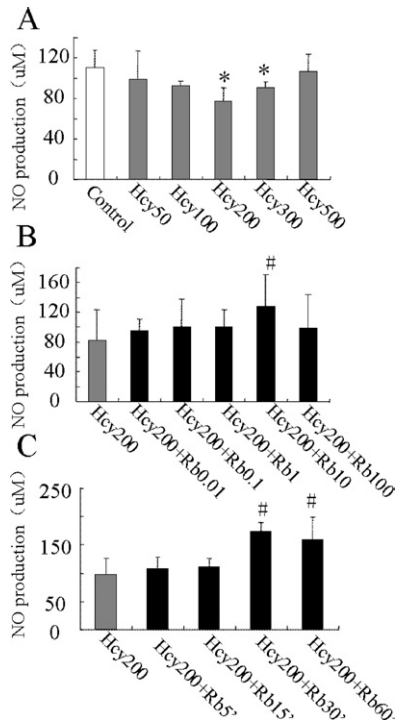 A
NO production (uM)
120
80
40
0
* *
Control
Hcy50
Hcy100
Hcy200
Hcy300
Hcy500
B
NO production (uM)
160
120
80
40
0
#
Hcy200
Hcy200+Rb0.01
Hcy200+Rb0.1
Hcy200+Rb1
Hcy200+Rb10
Hcy200+Rb100
C
NO production (uM)
250
150
50
0
# #
Hcy200
Hcy200+Rb5'
Hcy200+Rb15'
Hcy200+Rb30'
Hcy200+Rb60'